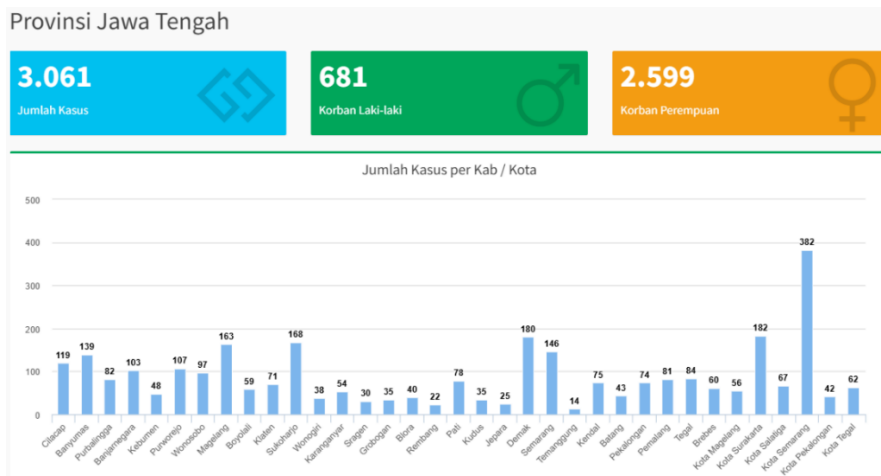 Provinsi Jawa Tengah
3.061
Jumlah Kasus
681
Korban Laki-laki
2.599
Korban Perempuan
Jumlah Kasus per Kab / Kota
500
400
300
200
100
0
119 139 82 103 48 107 97 163 59 71 168 38 54 30 35 40 22 78 35 25 180 146 14 75 43 74 81 84 60 56 182 67 382 42 62
Cilacap Banyumas Purbalingga Banjarnegara Kebumen Purworejo Wonosobo Magelang Boyolali Klaten Sukoharjo Wonogiri Karanganyar Sragen Grobogan Blora Rembang Pati Kudus Jepara Demak Semarang Temanggung Kendal Batang Pekalongan Pemalang Tegal Brebes Kota Magelang Kota Surakarta Kota Salatiga Kota Semarang Kota Pekalongan Kota Tegal